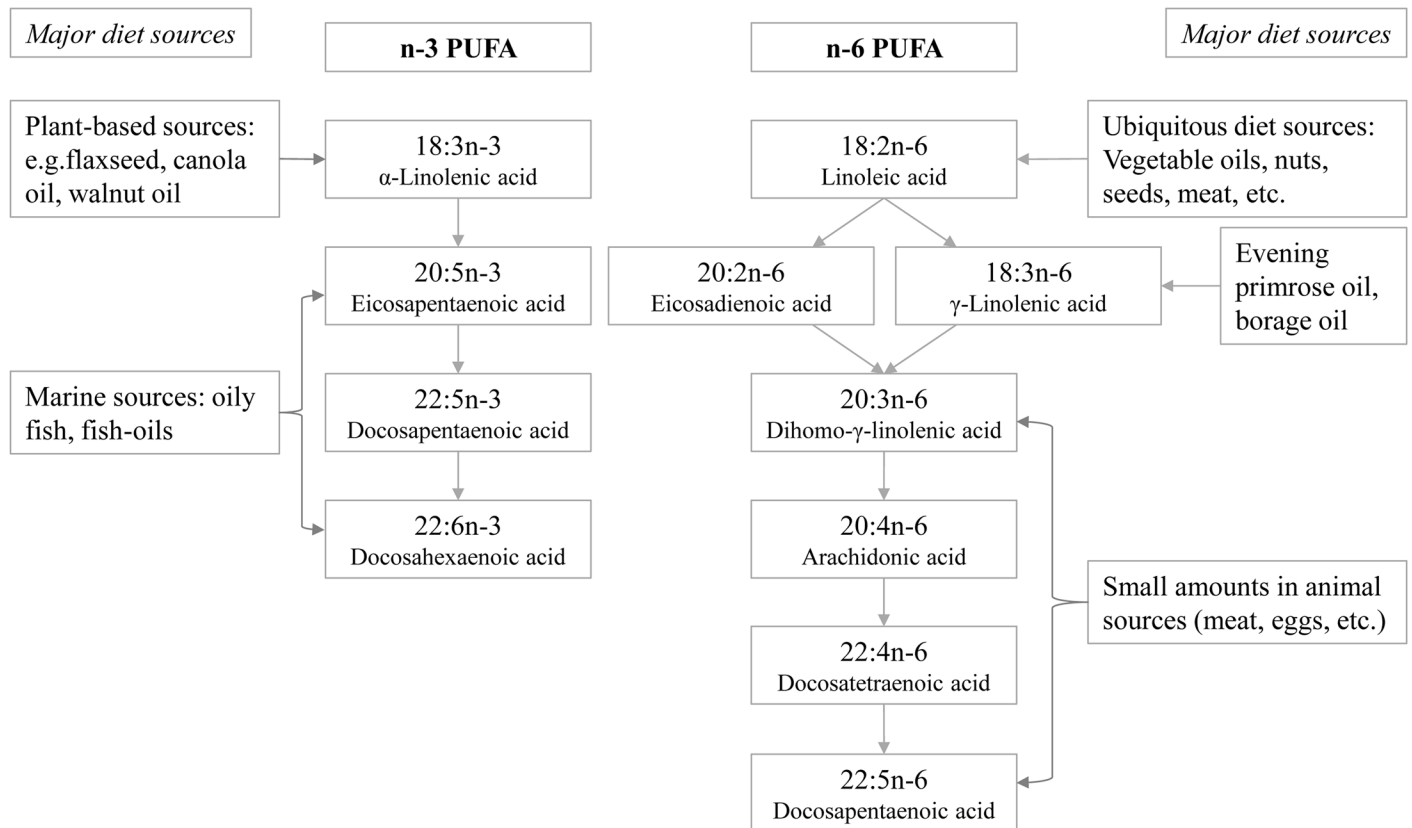 Major diet sources
n-3 PUFA
n-6 PUFA
Major diet sources
Plant-based sources:
e.g.flaxseed, canola
oil, walnut oil
18:3n-3
α-Linolenic acid
18:2n-6
Linoleic acid
Ubiquitous diet sources:
Vegetable oils, nuts,
seeds, meat, etc.
20:5n-3
Eicosapentaenoic acid
20:2n-6
Eicosadienoic acid
18:3n-6
γ-Linolenic acid
Evening
primrose oil,
borage oil
Marine sources: oily
fish, fish-oils
22:5n-3
Docosapentaenoic acid
20:3n-6
Dihomo-γ-linolenic acid
22:6n-3
Docosahexaenoic acid
20:4n-6
Arachidonic acid
Small amounts in animal
sources (meat, eggs, etc.)
22:4n-6
Docosatetraenoic acid
22:5n-6
Docosapentaenoic acid